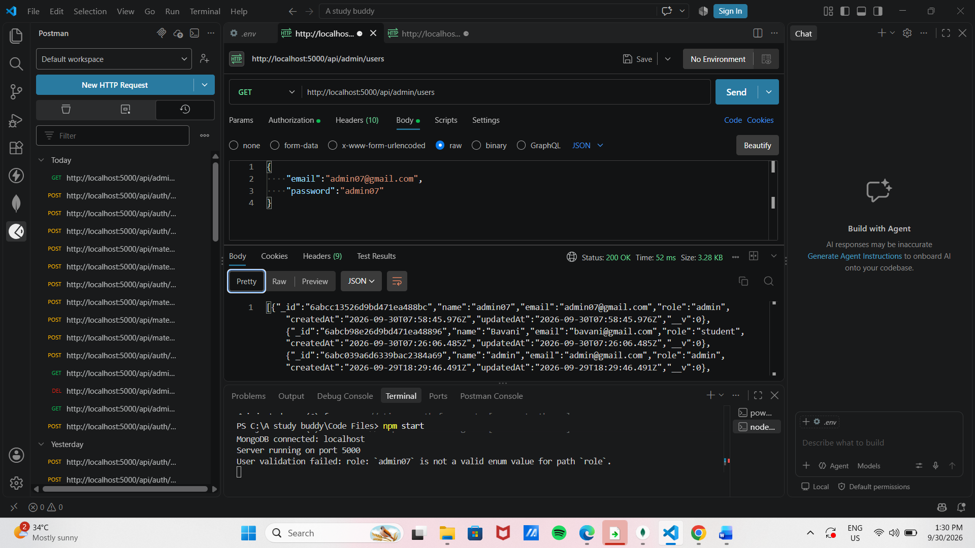 File Edit Selection View Go Run Terminal Help
A study buddy
Sign In
Postman
Default workspace
New HTTP Request
Filter
Today
GET http://localhost:5000/api/admi...
POST http://localhost:5000/api/auth/...
POST http://localhost:5000/api/auth/...
POST http://localhost:5000/api/auth/...
POST http://localhost:5000/api/mate...
POST http://localhost:5000/api/mate...
POST http://localhost:5000/api/auth/...
POST http://localhost:5000/api/mate...
POST http://localhost:5000/api/auth/...
POST http://localhost:5000/api/mate...
POST http://localhost:5000/api/auth/...
GET http://localhost:5000/api/admi...
DEL http://localhost:5000/api/admi...
GET http://localhost:5000/api/admi...
POST http://localhost:5000/api/admi...
Yesterday
POST http://localhost:5000/api/auth/...
POST http://localhost:5000/api/auth/...
.env
HTTP http://localhos...
HTTP http://localhos...
HTTP http://localhost:5000/api/admin/users
Save
No Environment
GET http://localhost:5000/api/admin/users
Send
Params Authorization Headers (10) Body Scripts Settings
Code Cookies
none form-data x-www-form-urlencoded raw binary GraphQL JSON
Beautify
1 {
2 ····"email":"admin07@gmail.com",
3 ····"password":"admin07"
4 }
Body Cookies Headers (9) Test Results
Status: 200 OK Time: 52 ms Size: 3.28 KB
Pretty Raw Preview JSON
1 [{"_id":"6abcc13526d9bd471ea488bc","name":"admin07","email":"admin07@gmail.com","role":"admin",
"createdAt":"2026-09-30T07:58:45.976Z","updatedAt":"2026-09-30T07:58:45.976Z","__v":0},
{"_id":"6abcb98e26d9bd471ea48896","name":"Bavani","email":"bavani@gmail.com","role":"student",
"createdAt":"2026-09-30T07:26:06.485Z","updatedAt":"2026-09-30T07:26:06.485Z","__v":0},
{"_id":"6abc039a6d6339bac2384a69","name":"admin","email":"admin@gmail.com","role":"admin",
"createdAt":"2026-09-29T18:29:46.491Z","updatedAt":"2026-09-29T18:29:46.491Z","__v":0},
Problems Output Debug Console Terminal Ports Postman Console
PS C:\A study buddy\Code Files> npm start
MongoDB connected: localhost
Server running on port 5000
User validation failed: role: `admin07` is not a valid enum value for path `role`.
pow...
node...
Chat
Build with Agent
AI responses may be inaccurate
Generate Agent Instructions to onboard AI
onto your codebase.
.env
Describe what to build
Agent Models
Local Default permissions
0 0
2
34°C
Mostly sunny
Search
ENG
US
1:30 PM
9/30/2026